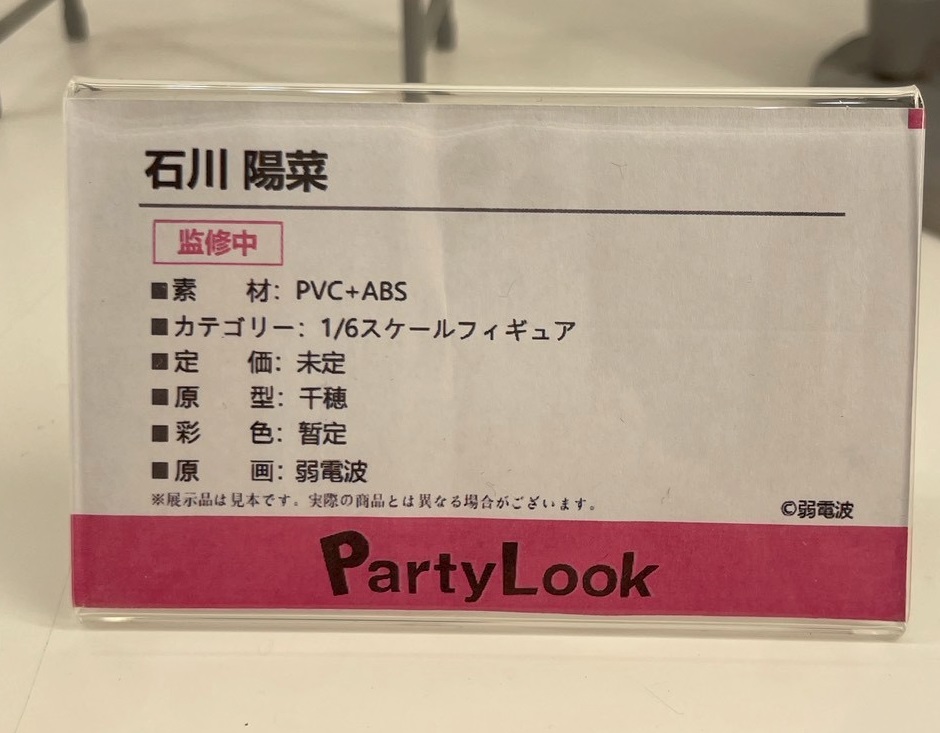 石川 陽菜
監修中
■素　　材：PVC+ABS
■カテゴリー：1/6スケールフィギュア
■定　　価：未定
■原　　型：千穂
■彩　　色：暂定
■原　　画：弱電波
※展示品は見本です。実際の商品とは異なる場合がございます。
©弱電波
PartyLook